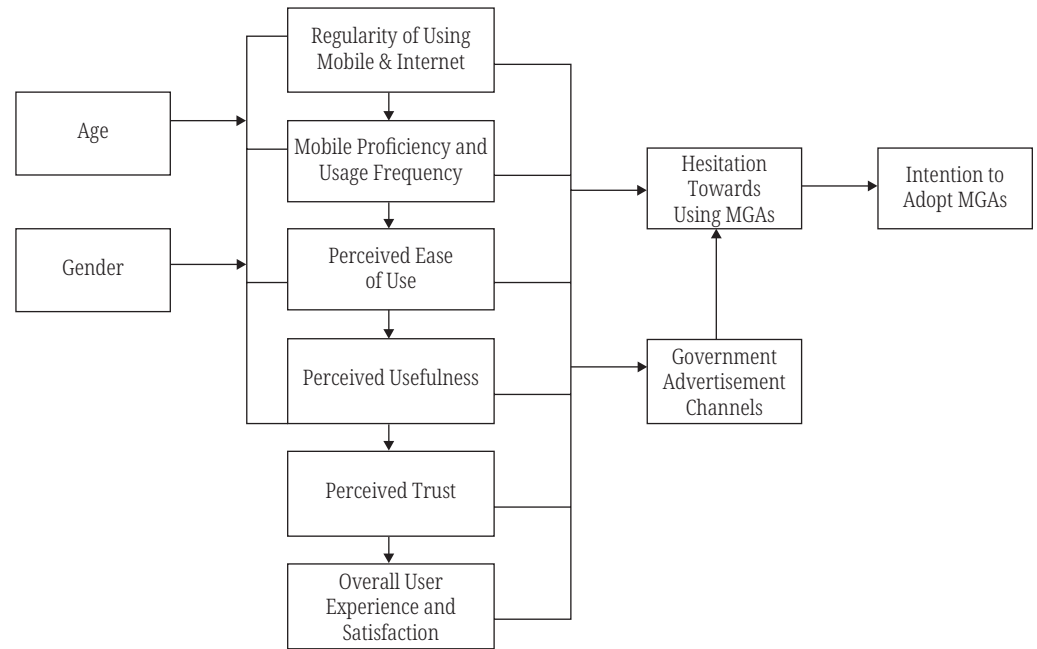 Age
Gender
Regularity of Using
Mobile & Internet
Mobile Proficiency and
Usage Frequency
Perceived Ease
of Use
Perceived Usefulness
Perceived Trust
Overall User
Experience and
Satisfaction
Hesitation
Towards
Using MGAs
Government
Advertisement
Channels
Intention to
Adopt MGAs